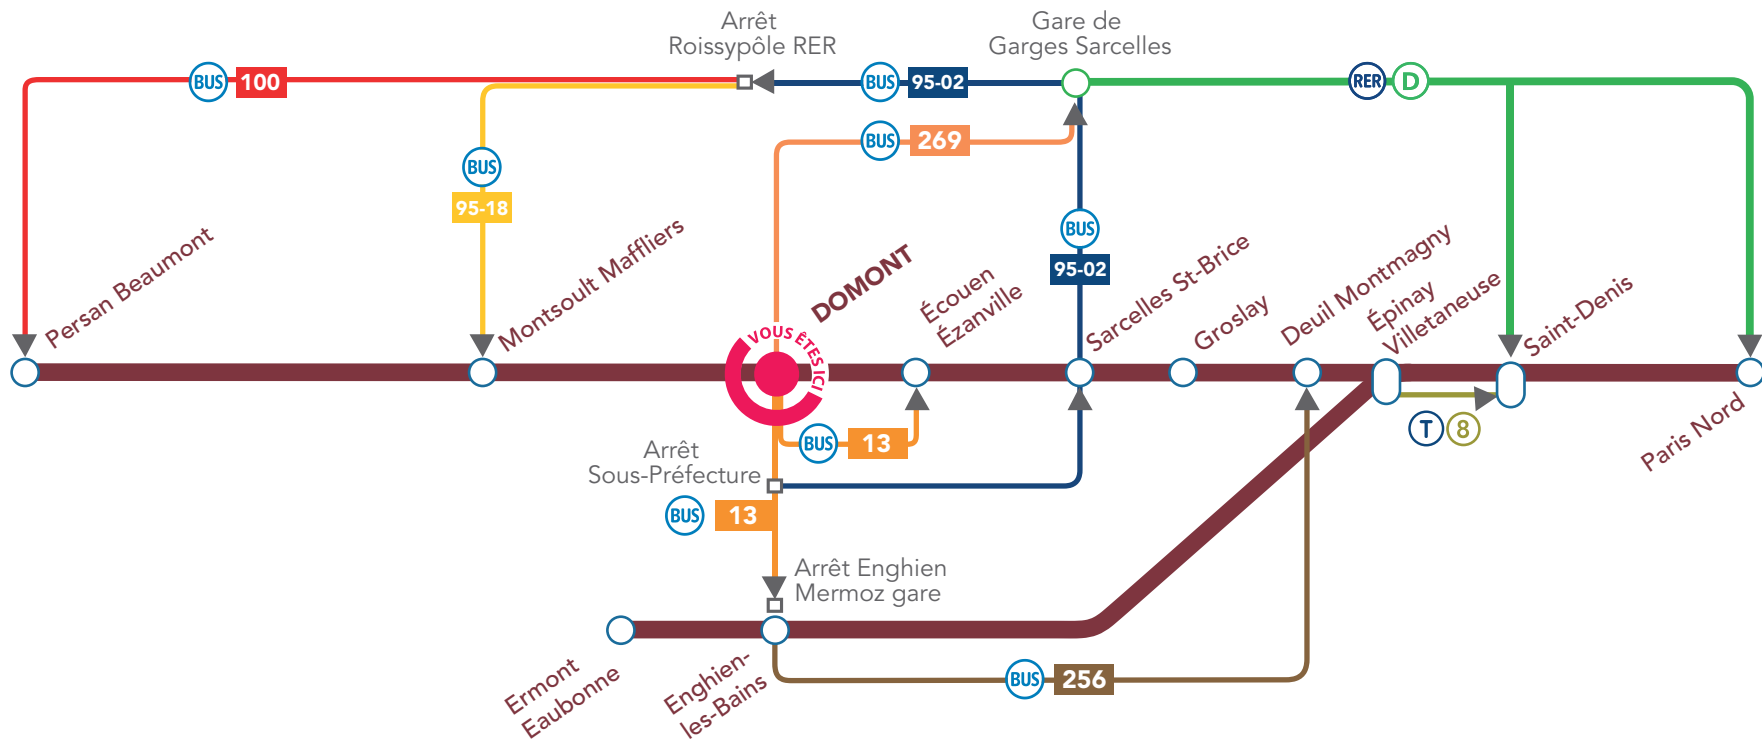 Arrêt
Roissypôle RER
Gare de
Garges Sarcelles
BUS 100
BUS 95-02
RER D
BUS 269
BUS
95-18
BUS
95-02
Persan Beaumont
Montsoult Maffliers
DOMONT
Écouen
Ézanville
Sarcelles St-Brice
Groslay
Deuil Montmagny
Épinay
Villetaneuse
Saint-Denis
Paris Nord
VOUS ÊTES ICI
BUS 13
T 8
Arrêt
Sous-Préfecture
BUS 13
Arrêt Enghien
Mermoz gare
Ermont
Eaubonne
Enghien-
les-Bains
BUS 256